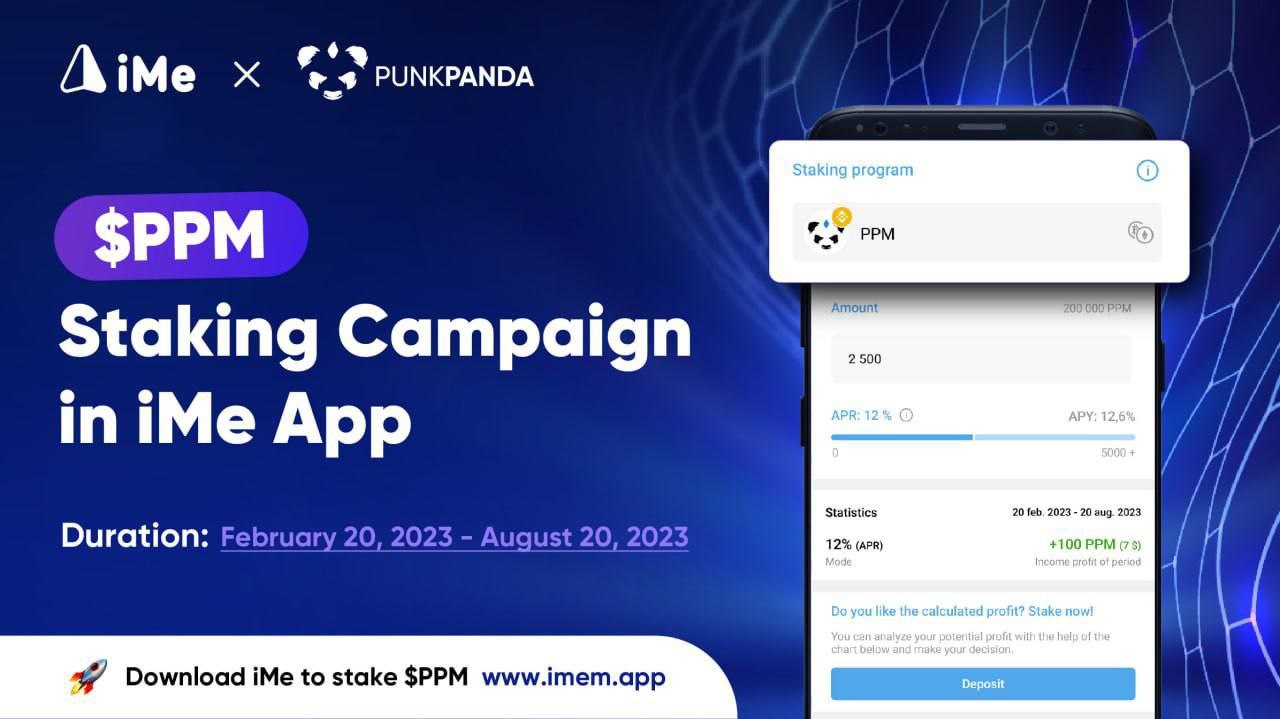 iMe × PUNKPANDA
$PPM
Staking Campaign
in iMe App
Duration: February 20, 2023 - August 20, 2023
🚀 Download iMe to stake $PPM www.imem.app
Staking program
PPM
Amount 200 000 PPM
2 500
APR: 12 % APY: 12,6%
0 5000 +
Statistics 20 feb. 2023 - 20 aug. 2023
12% (APR) +100 PPM (7 $)
Mode Income profit of period
Do you like the calculated profit? Stake now!
You can analyze your potential profit with the help of the
chart below and make your decision.
Deposit